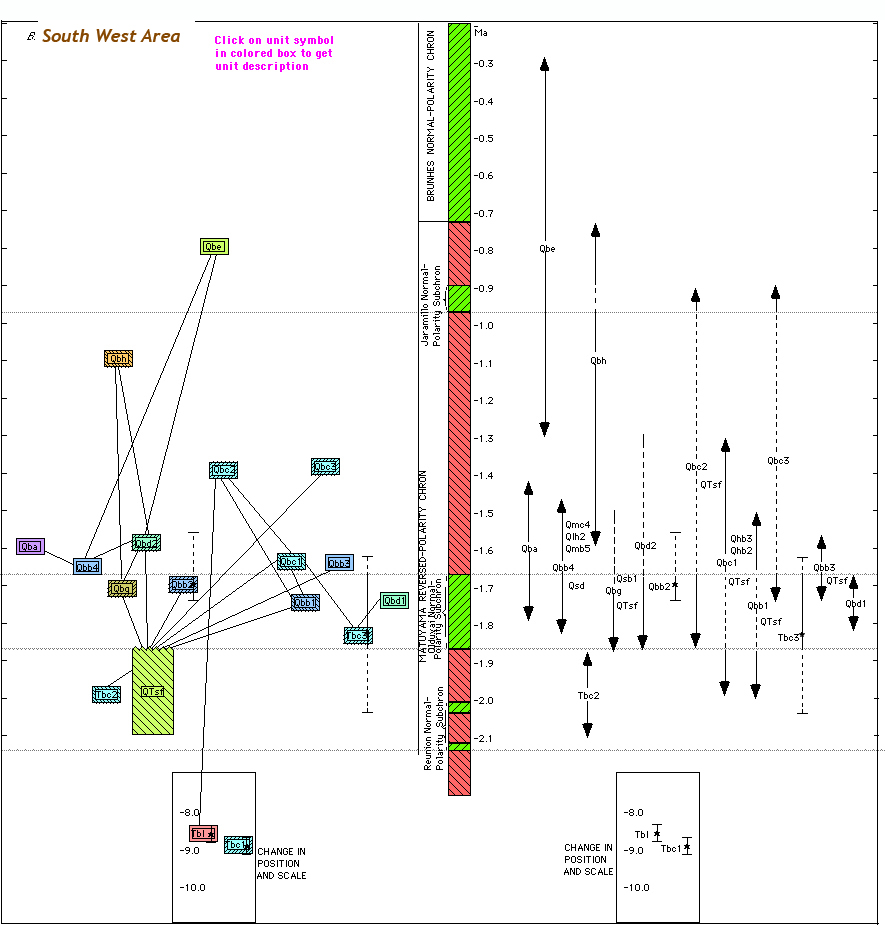 B.
South West Area
Click on unit symbol
in colored box to get
unit description
BRUNHES NORMAL-POLARITY CHRON
Jaramillo Normal-
Polarity Subchron
MATUYAMA REVERSED-POLARITY CHRON
Olduvai Normal-
Polarity Subchron
Reunion Normal-
Polarity Subchron
Ma
-0.3
-0.4
-0.5
-0.6
-0.7
-0.8
-0.9
-1.0
-1.1
-1.2
-1.3
-1.4
-1.5
-1.6
-1.7
-1.8
-1.9
-2.0
-2.1
Qbe
Qbh
Qbc2
Qbc3
Qba
Qbd2
Qbb4
Qbg
Qbb2
Qbc1
Qbb3
Qbb1
Qbd1
Tbc3
Tbc2
QTsf
-8.0
Tbl
Tbc1
-9.0
-10.0
CHANGE IN
POSITION
AND SCALE
Qbe
Qbh
Qbc2
QTsf
Qbc3
Qba
Qmc4
Qlh2
Qmb5
Qbb4
Qsd
Qsb1
Qbg
QTsf
Qbd2
Qbb2
Qbc1
Qbb3
Qbb2
QTsf
Qbb1
QTsf
Tbc3
Qbb3
QTsf
Qbd1
Tbc2
-8.0
Tbl
Tbc1
-9.0
-10.0
CHANGE IN
POSITION
AND SCALE